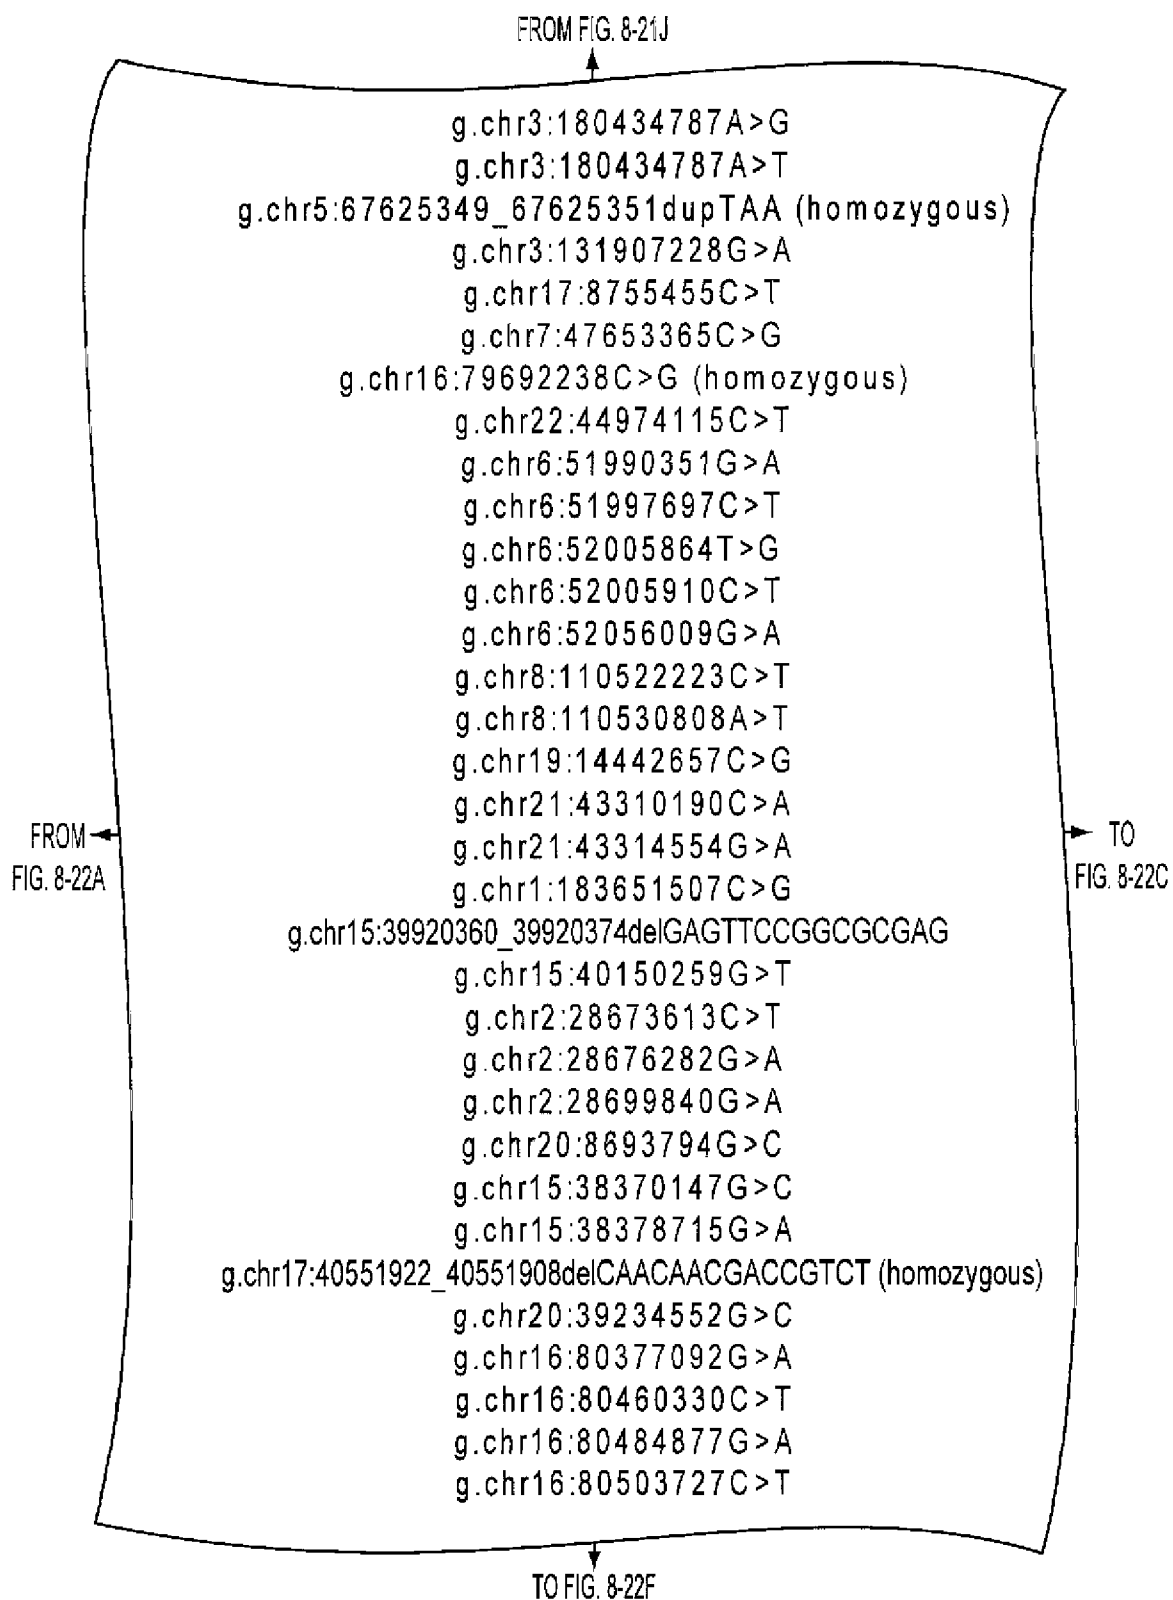 FROM FIG. 8-21J
g.chr3:180434787A>G
g.chr3:180434787A>T
g.chr5:67625349_67625351dupTAA (homozygous)
g.chr3:131907228G>A
g.chr17:8755455C>T
g.chr7:47653365C>G
g.chr16:79692238C>G (homozygous)
g.chr22:44974115C>T
g.chr6:51990351G>A
g.chr6:51997697C>T
g.chr6:52005864T>G
g.chr6:52005910C>T
g.chr6:52056009G>A
g.chr8:110522223C>T
g.chr8:110530808A>T
g.chr19:14442657C>G
g.chr21:43310190C>A
FROM
FIG. 8-22A
TO
FIG. 8-22C
g.chr21:43314554G>A
g.chr1:183651507C>G
g.chr15:39920360_39920374delGAGTTCCGGCGCGAG
g.chr15:40150259G>T
g.chr2:28673613C>T
g.chr2:28676282G>A
g.chr2:28699840G>A
g.chr20:8693794G>C
g.chr15:38370147G>C
g.chr15:38378715G>A
g.chr17:40551922_40551908delCAACAACGACCGTCT (homozygous)
g.chr20:39234552G>C
g.chr16:80377092G>A
g.chr16:80460330C>T
g.chr16:80484877G>A
g.chr16:80503727C>T
TO FIG. 8-22F